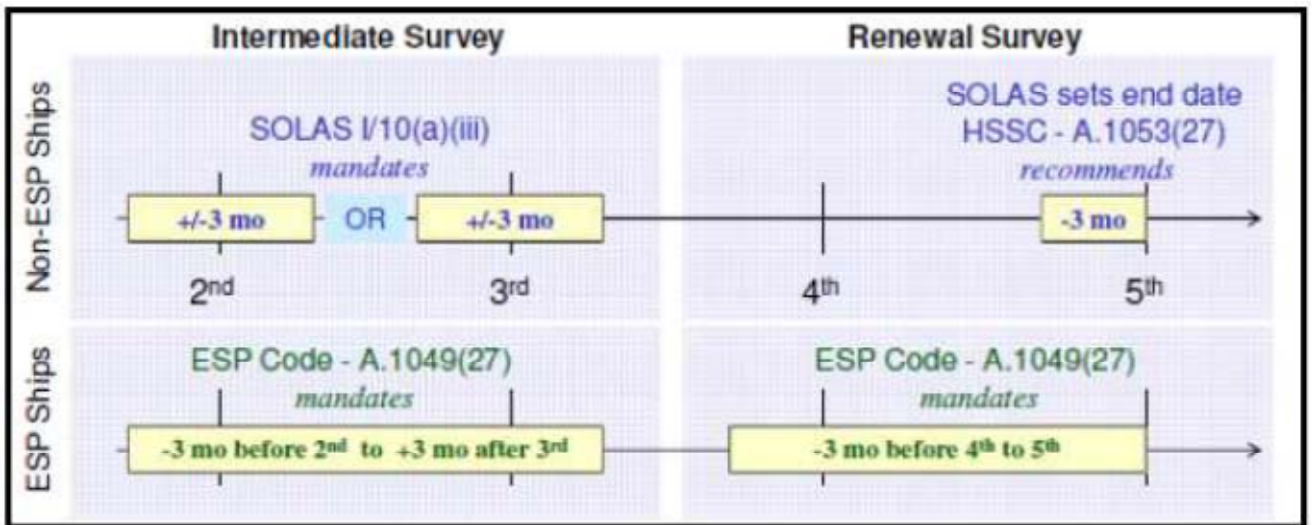 Intermediate Survey
Renewal Survey
Non-ESP Ships
SOLAS I/10(a)(iii)
mandates
+/-3 mo
OR
+/-3 mo
2nd
3rd
SOLAS sets end date
HSSC - A.1053(27)
recommends
-3 mo
4th
5th
ESP Ships
ESP Code - A.1049(27)
mandates
-3 mo before 2nd to +3 mo after 3rd
ESP Code - A.1049(27)
mandates
-3 mo before 4th to 5th